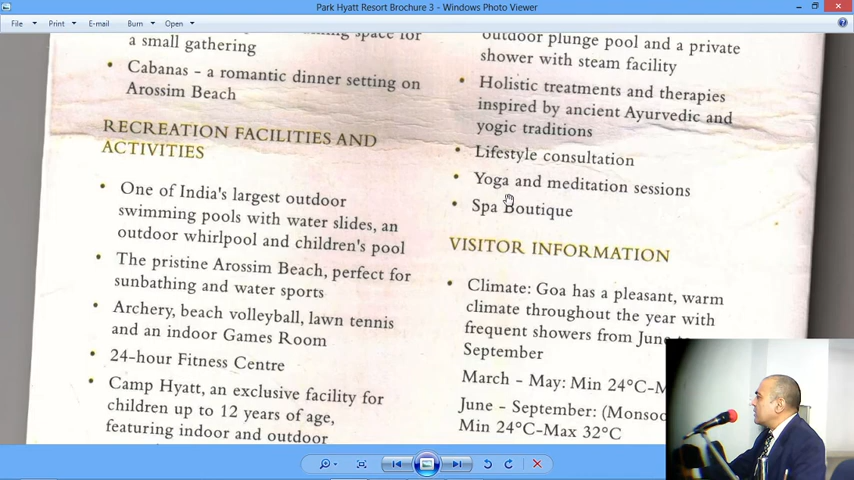 Park Hyatt Resort Brochure 3 - Windows Photo Viewer
File Print E-mail Burn Open
space for
a small gathering
Cabanas - a romantic dinner setting on
Arossim Beach
RECREATION FACILITIES AND
ACTIVITIES
One of India's largest outdoor
swimming pools with water slides, an
outdoor whirlpool and children's pool
The pristine Arossim Beach, perfect for
sunbathing and water sports
Archery, beach volleyball, lawn tennis
and an indoor Games Room
24-hour Fitness Centre
Camp Hyatt, an exclusive facility for
children up to 12 years of age,
featuring indoor and outdoor
outdoor plunge pool and a private
shower with steam facility
Holistic treatments and therapies
inspired by ancient Ayurvedic and
yogic traditions
Lifestyle consultation
Yoga and meditation sessions
Spa Boutique
VISITOR INFORMATION
Climate: Goa has a pleasant, warm
climate throughout the year with
frequent showers from June
September
March - May: Min 24°C-M
June - September: (Monsoo
Min 24°C-Max 32°C